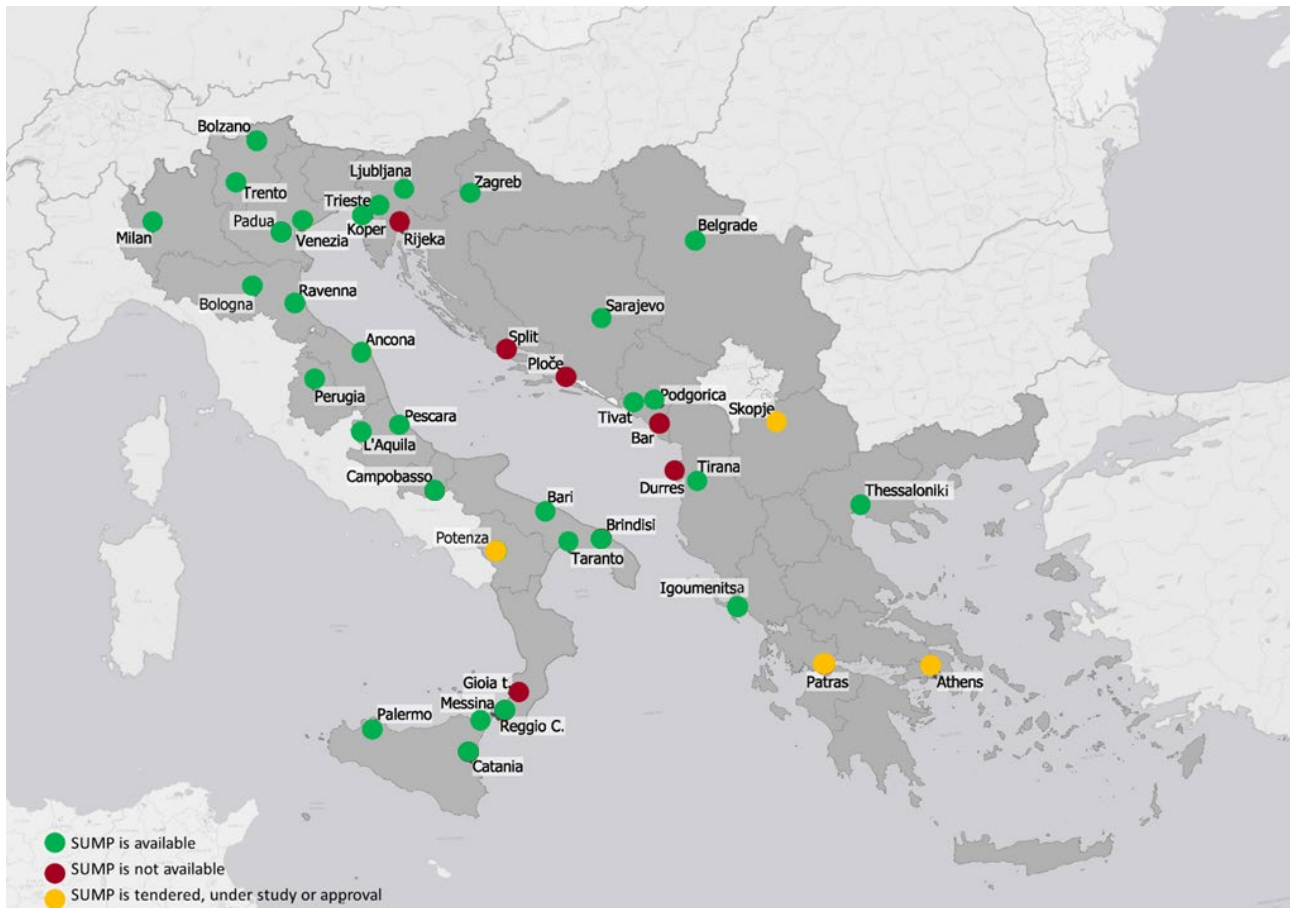 Bolzano
Ljubljana
Zagreb
Trento
Trieste
Padua
Koper
Rijeka
Milan
Venezia
Belgrade
Bologna
Ravenna
Sarajevo
Ancona
Split
Ploče
Perugia
Podgorica
Tivat
Skopje
Pescara
Bar
L'Aquila
Tirana
Campobasso
Durres
Thessaloniki
Bari
Brindisi
Potenza
Taranto
Igoumenitsa
Patras
Athens
Gioia t.
Messina
Palermo
Reggio C.
Catania
SUMP is available
SUMP is not available
SUMP is tendered, under study or approval